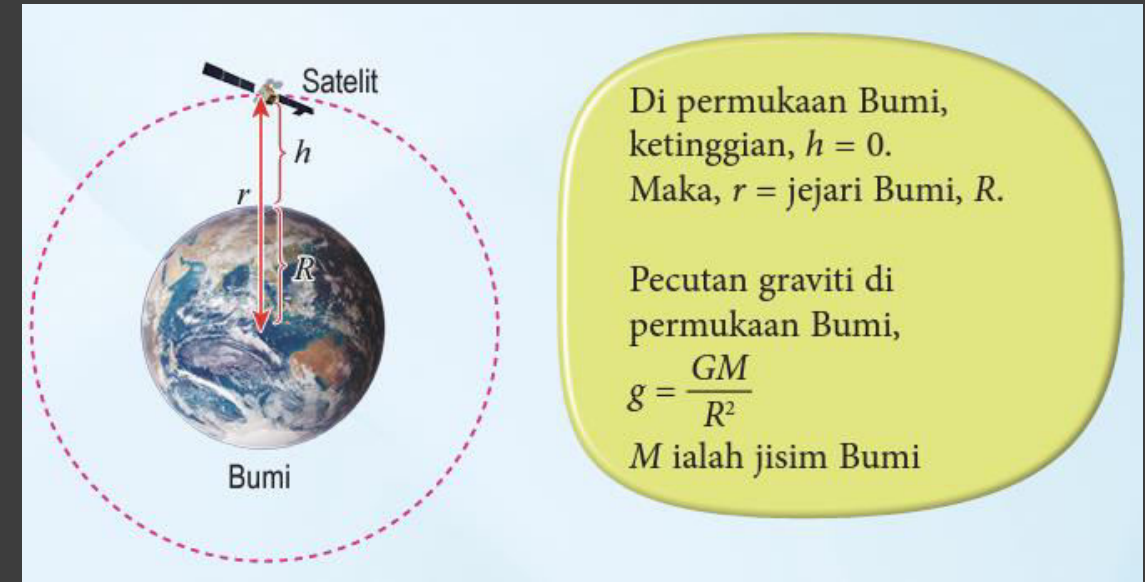 Satelit
h
r
R
Bumi
Di permukaan Bumi,
ketinggian, h = 0.
Maka, r = jejari Bumi, R.
Pecutan graviti di
permukaan Bumi,
g = GM/R²
M ialah jisim Bumi